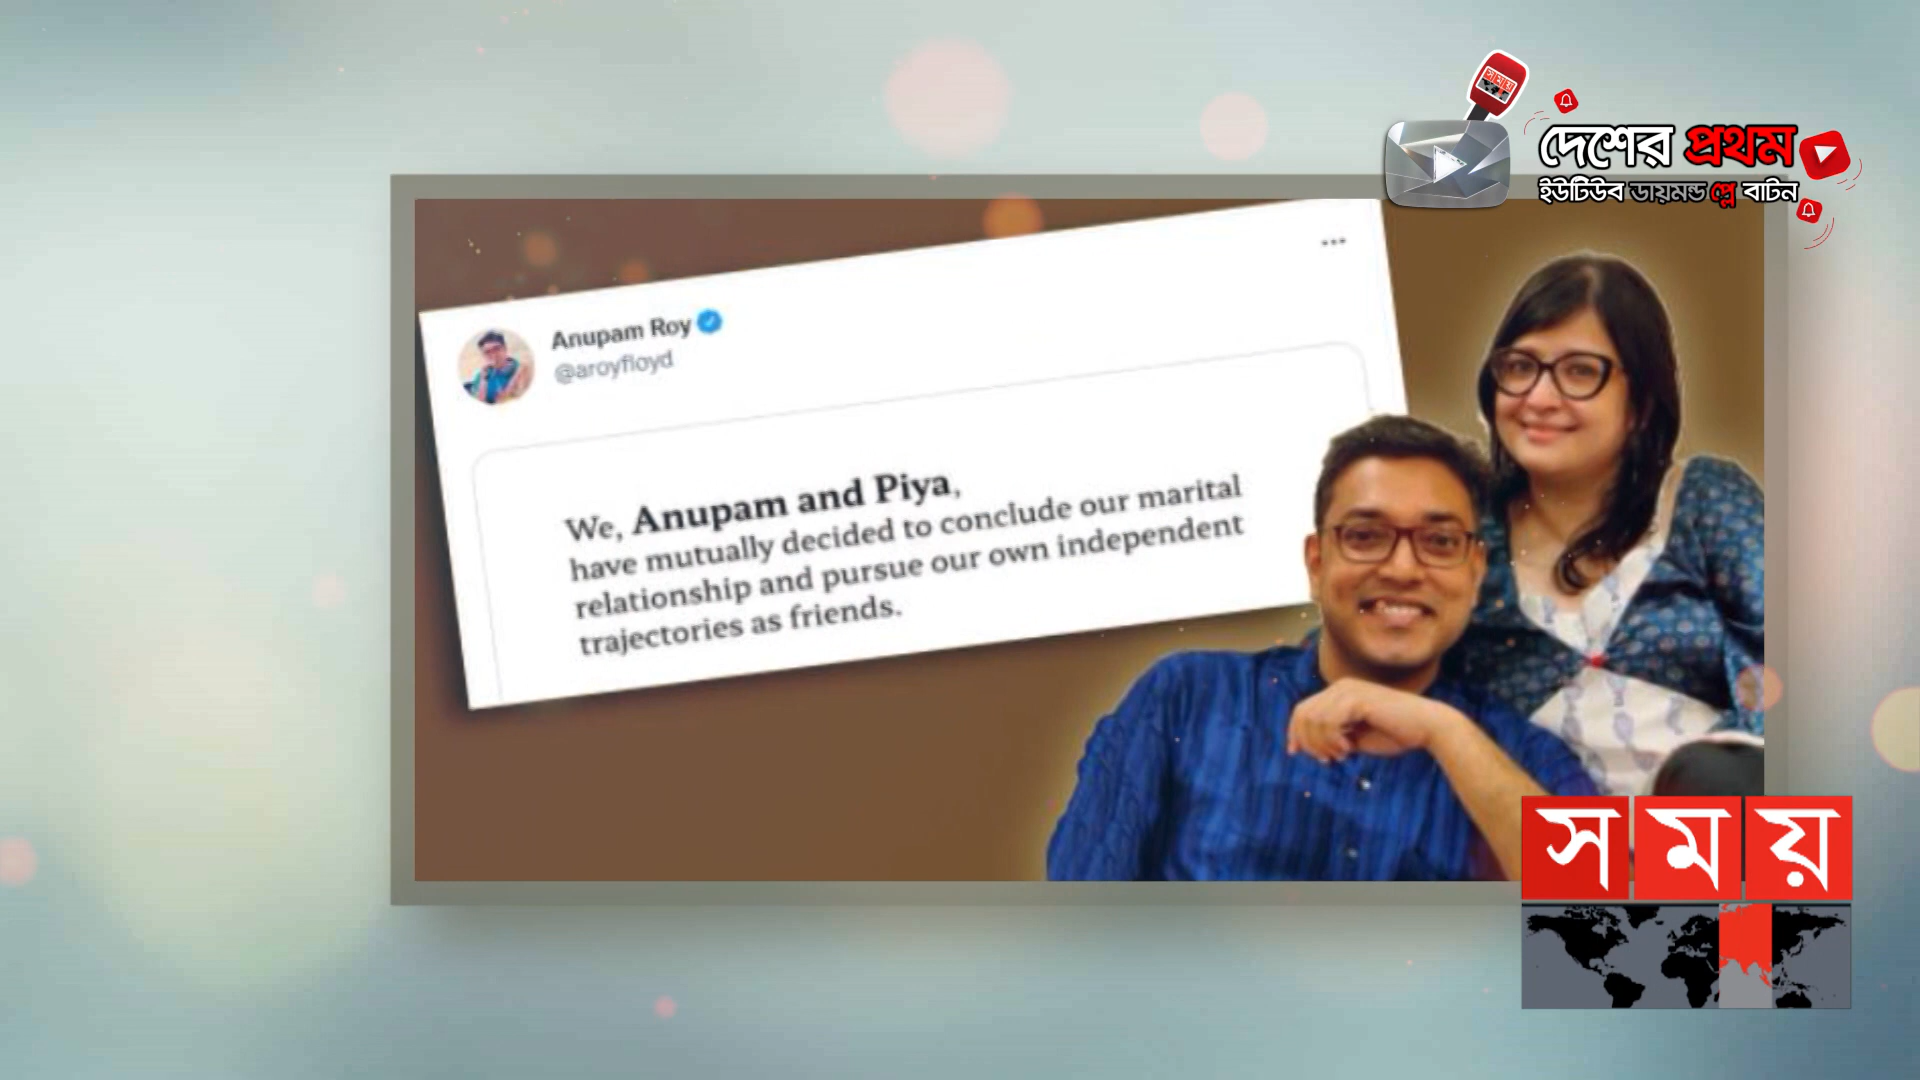 দেশের প্রথম
ইউটিউব ডায়মন্ড প্লে বাটন
Anupam Roy
@aroyfloyd
We, Anupam and Piya,
have mutually decided to conclude our marital
relationship and pursue our own independent
trajectories as friends.
সময়